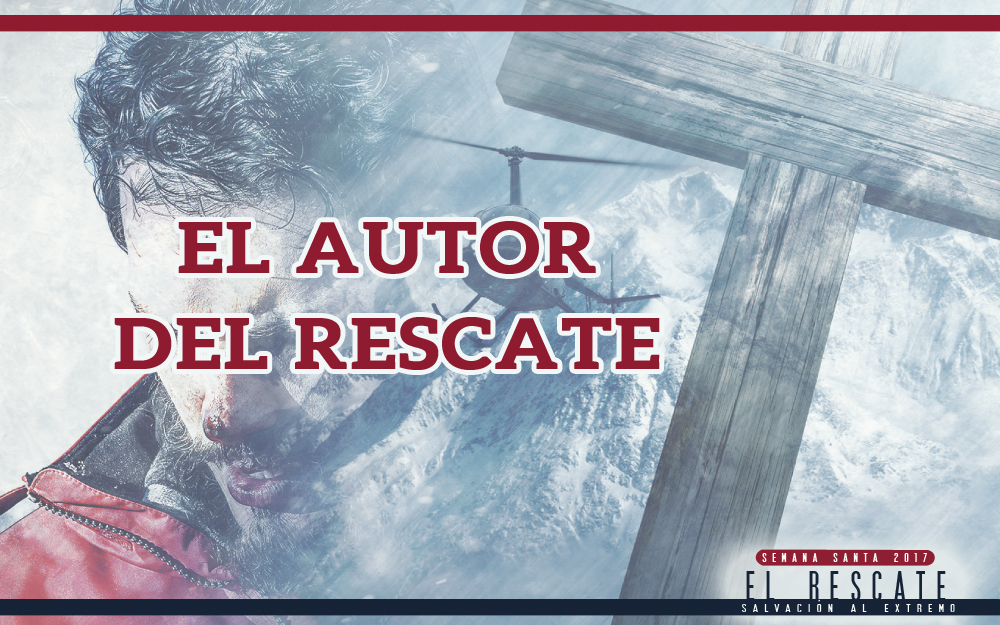 EL AUTOR
DEL RESCATE
SEMANA SANTA 2017
EL RESCATE
SALVACIÓN AL EXTREMO